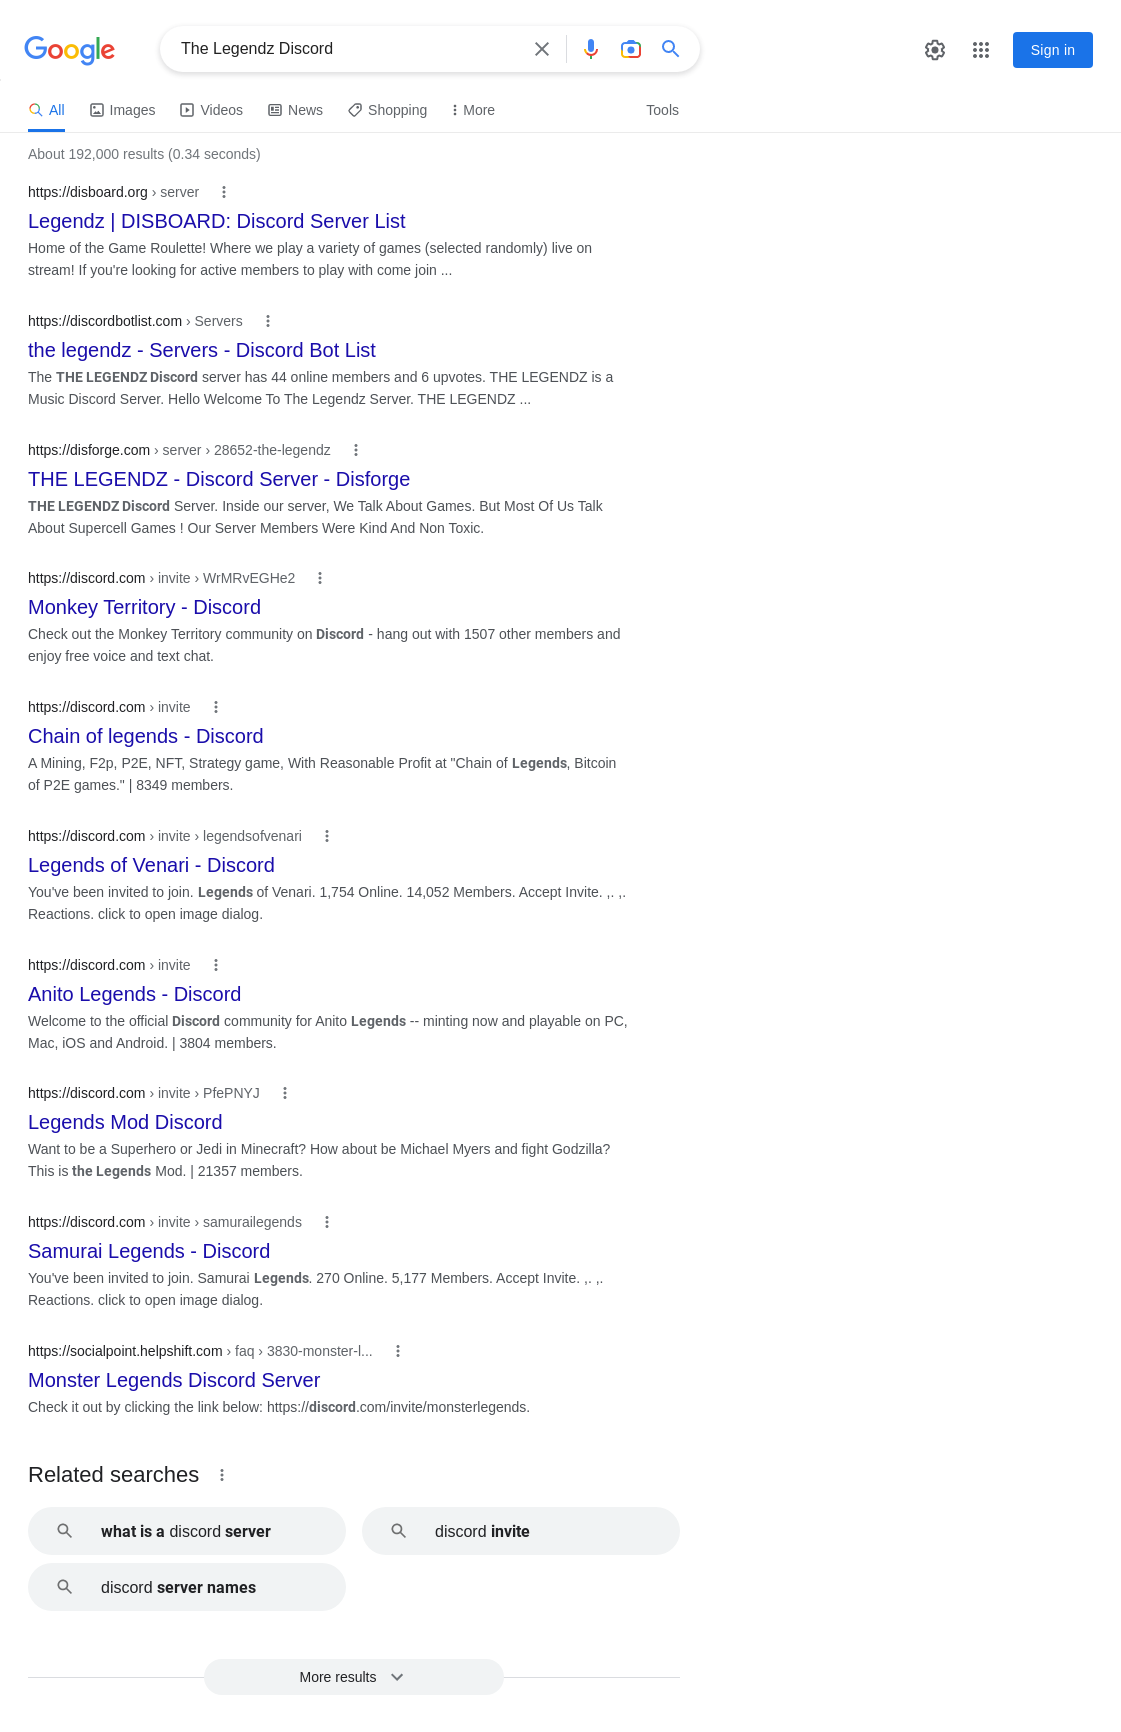 Google
The Legendz Discord
Sign in
All Images Videos News Shopping More Tools
About 192,000 results (0.34 seconds)
https://disboard.org › server
Legendz | DISBOARD: Discord Server List
Home of the Game Roulette! Where we play a variety of games (selected randomly) live on
stream! If you're looking for active members to play with come join ...
https://discordbotlist.com › Servers
the legendz - Servers - Discord Bot List
The THE LEGENDZ Discord server has 44 online members and 6 upvotes. THE LEGENDZ is a
Music Discord Server. Hello Welcome To The Legendz Server. THE LEGENDZ ...
https://disforge.com › server › 28652-the-legendz
THE LEGENDZ - Discord Server - Disforge
THE LEGENDZ Discord Server. Inside our server, We Talk About Games. But Most Of Us Talk
About Supercell Games ! Our Server Members Were Kind And Non Toxic.
https://discord.com › invite › WrMRvEGHe2
Monkey Territory - Discord
Check out the Monkey Territory community on Discord - hang out with 1507 other members and
enjoy free voice and text chat.
https://discord.com › invite
Chain of legends - Discord
A Mining, F2p, P2E, NFT, Strategy game, With Reasonable Profit at "Chain of Legends, Bitcoin
of P2E games." | 8349 members.
https://discord.com › invite › legendsofvenari
Legends of Venari - Discord
You've been invited to join. Legends of Venari. 1,754 Online. 14,052 Members. Accept Invite. ,. ,.
Reactions. click to open image dialog.
https://discord.com › invite
Anito Legends - Discord
Welcome to the official Discord community for Anito Legends -- minting now and playable on PC,
Mac, iOS and Android. | 3804 members.
https://discord.com › invite › PfePNYJ
Legends Mod Discord
Want to be a Superhero or Jedi in Minecraft? How about be Michael Myers and fight Godzilla?
This is the Legends Mod. | 21357 members.
https://discord.com › invite › samurailegends
Samurai Legends - Discord
You've been invited to join. Samurai Legends. 270 Online. 5,177 Members. Accept Invite. ,. ,.
Reactions. click to open image dialog.
https://socialpoint.helpshift.com › faq › 3830-monster-l...
Monster Legends Discord Server
Check it out by clicking the link below: https://discord.com/invite/monsterlegends.
Related searches
what is a discord server
discord invite
discord server names
More results